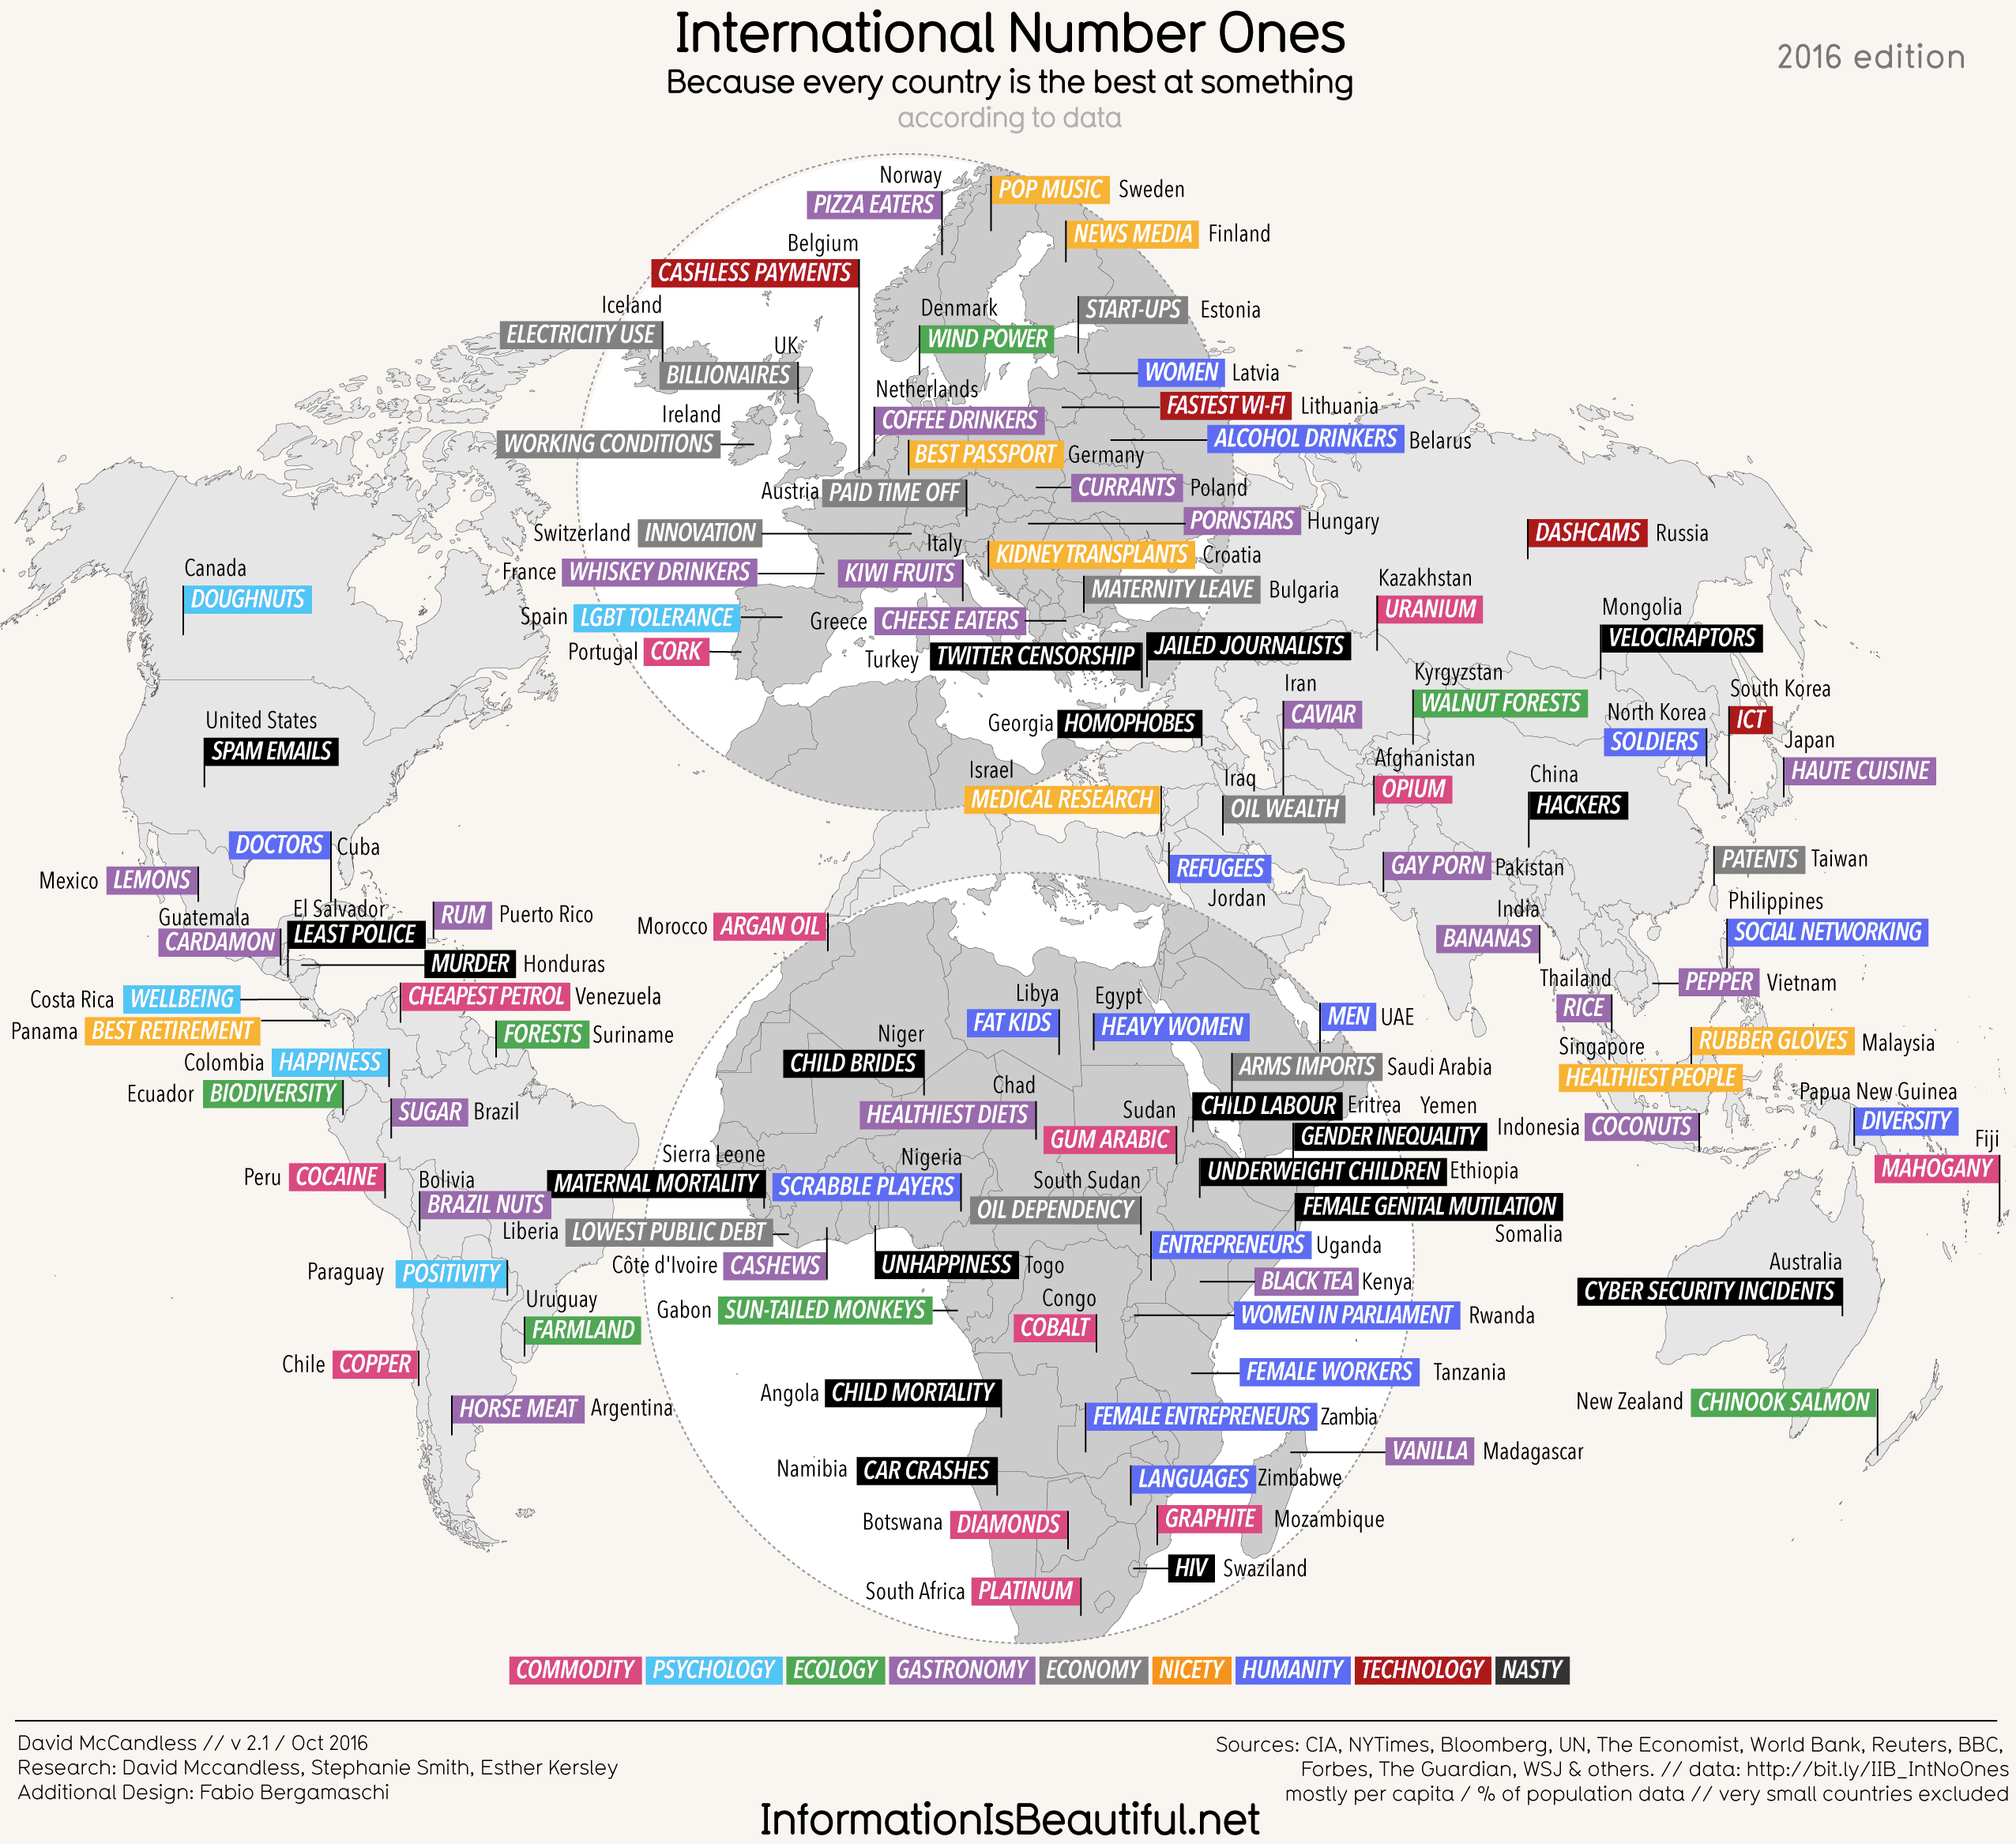 International Number Ones
Because every country is the best at something
according to data
2016 edition
Norway
PIZZA EATERS
POP MUSIC Sweden
NEWS MEDIA Finland
Belgium
CASHLESS PAYMENTS
Iceland
ELECTRICITY USE
Denmark
WIND POWER
START-UPS Estonia
UK
BILLIONAIRES
WOMEN Latvia
Netherlands
COFFEE DRINKERS
FASTEST WI-FI Lithuania
Ireland
WORKING CONDITIONS
ALCOHOL DRINKERS Belarus
BEST PASSPORT Germany
Austria PAID TIME OFF
CURRANTS Poland
Switzerland INNOVATION
PORNSTARS Hungary
Italy
KIWI FRUITS
KIDNEY TRANSPLANTS Croatia
France WHISKEY DRINKERS
MATERNITY LEAVE Bulgaria
Spain LGBT TOLERANCE
Greece CHEESE EATERS
Portugal CORK
Turkey TWITTER CENSORSHIP
JAILED JOURNALISTS
DASHCAMS Russia
Canada
DOUGHNUTS
Kazakhstan
URANIUM
Mongolia
VELOCIRAPTORS
Kyrgyzstan
WALNUT FORESTS
South Korea
ICT
North Korea
SOLDIERS
Japan
HAUTE CUISINE
Iran
CAVIAR
Georgia HOMOPHOBES
United States
SPAM EMAILS
Israel
MEDICAL RESEARCH
Iraq
OIL WEALTH
Afghanistan
OPIUM
China
HACKERS
DOCTORS Cuba
Mexico LEMONS
REFUGEES
Jordan
GAY PORN Pakistan
PATENTS Taiwan
Guatemala
CARDAMON
El Salvador
LEAST POLICE
RUM Puerto Rico
MURDER Honduras
Morocco ARGAN OIL
India
BANANAS
Philippines
SOCIAL NETWORKING
Costa Rica WELLBEING
CHEAPEST PETROL Venezuela
Thailand
RICE
PEPPER Vietnam
Panama BEST RETIREMENT
FORESTS Suriname
Libya
FAT KIDS
Egypt
HEAVY WOMEN
MEN UAE
Colombia HAPPINESS
Niger
CHILD BRIDES
ARMS IMPORTS Saudi Arabia
Singapore
HEALTHIEST PEOPLE
RUBBER GLOVES Malaysia
Ecuador BIODIVERSITY
SUGAR Brazil
Chad
HEALTHIEST DIETS
Sudan
GUM ARABIC
CHILD LABOUR Eritrea
Yemen
GENDER INEQUALITY
Indonesia COCONUTS
Papua New Guinea
DIVERSITY
Fiji
MAHOGANY
Peru COCAINE
Bolivia
BRAZIL NUTS
Sierra Leone
MATERNAL MORTALITY
Nigeria
SCRABBLE PLAYERS
South Sudan
OIL DEPENDENCY
UNDERWEIGHT CHILDREN Ethiopia
FEMALE GENITAL MUTILATION
Somalia
Liberia LOWEST PUBLIC DEBT
Côte d'Ivoire CASHEWS
UNHAPPINESS Togo
ENTREPRENEURS Uganda
BLACK TEA Kenya
Paraguay POSITIVITY
Uruguay
FARMLAND
Gabon SUN-TAILED MONKEYS
Congo
COBALT
WOMEN IN PARLIAMENT Rwanda
Australia
CYBER SECURITY INCIDENTS
Chile COPPER
FEMALE WORKERS Tanzania
HORSE MEAT Argentina
Angola CHILD MORTALITY
FEMALE ENTREPRENEURS Zambia
New Zealand CHINOOK SALMON
VANILLA Madagascar
Namibia CAR CRASHES
LANGUAGES Zimbabwe
Botswana DIAMONDS
GRAPHITE Mozambique
HIV Swaziland
South Africa PLATINUM
COMMODITY PSYCHOLOGY ECOLOGY GASTRONOMY ECONOMY NICETY HUMANITY TECHNOLOGY NASTY
David McCandless // v 2.1 / Oct 2016
Research: David Mccandless, Stephanie Smith, Esther Kersley
Additional Design: Fabio Bergamaschi
Sources: CIA, NYTimes, Bloomberg, UN, The Economist, World Bank, Reuters, BBC,
Forbes, The Guardian, WSJ & others. // data: http://bit.ly/IIB_IntNoOnes
mostly per capita / % of population data // very small countries excluded
InformationIsBeautiful.net